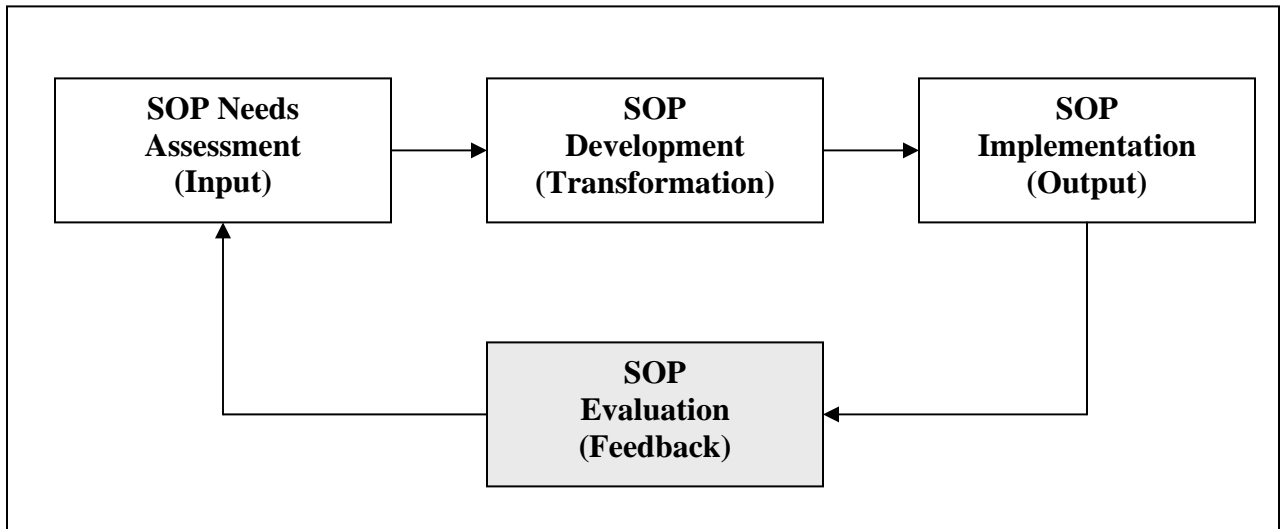 SOP Needs
Assessment
(Input)
SOP
Development
(Transformation)
SOP
Implementation
(Output)
SOP
Evaluation
(Feedback)